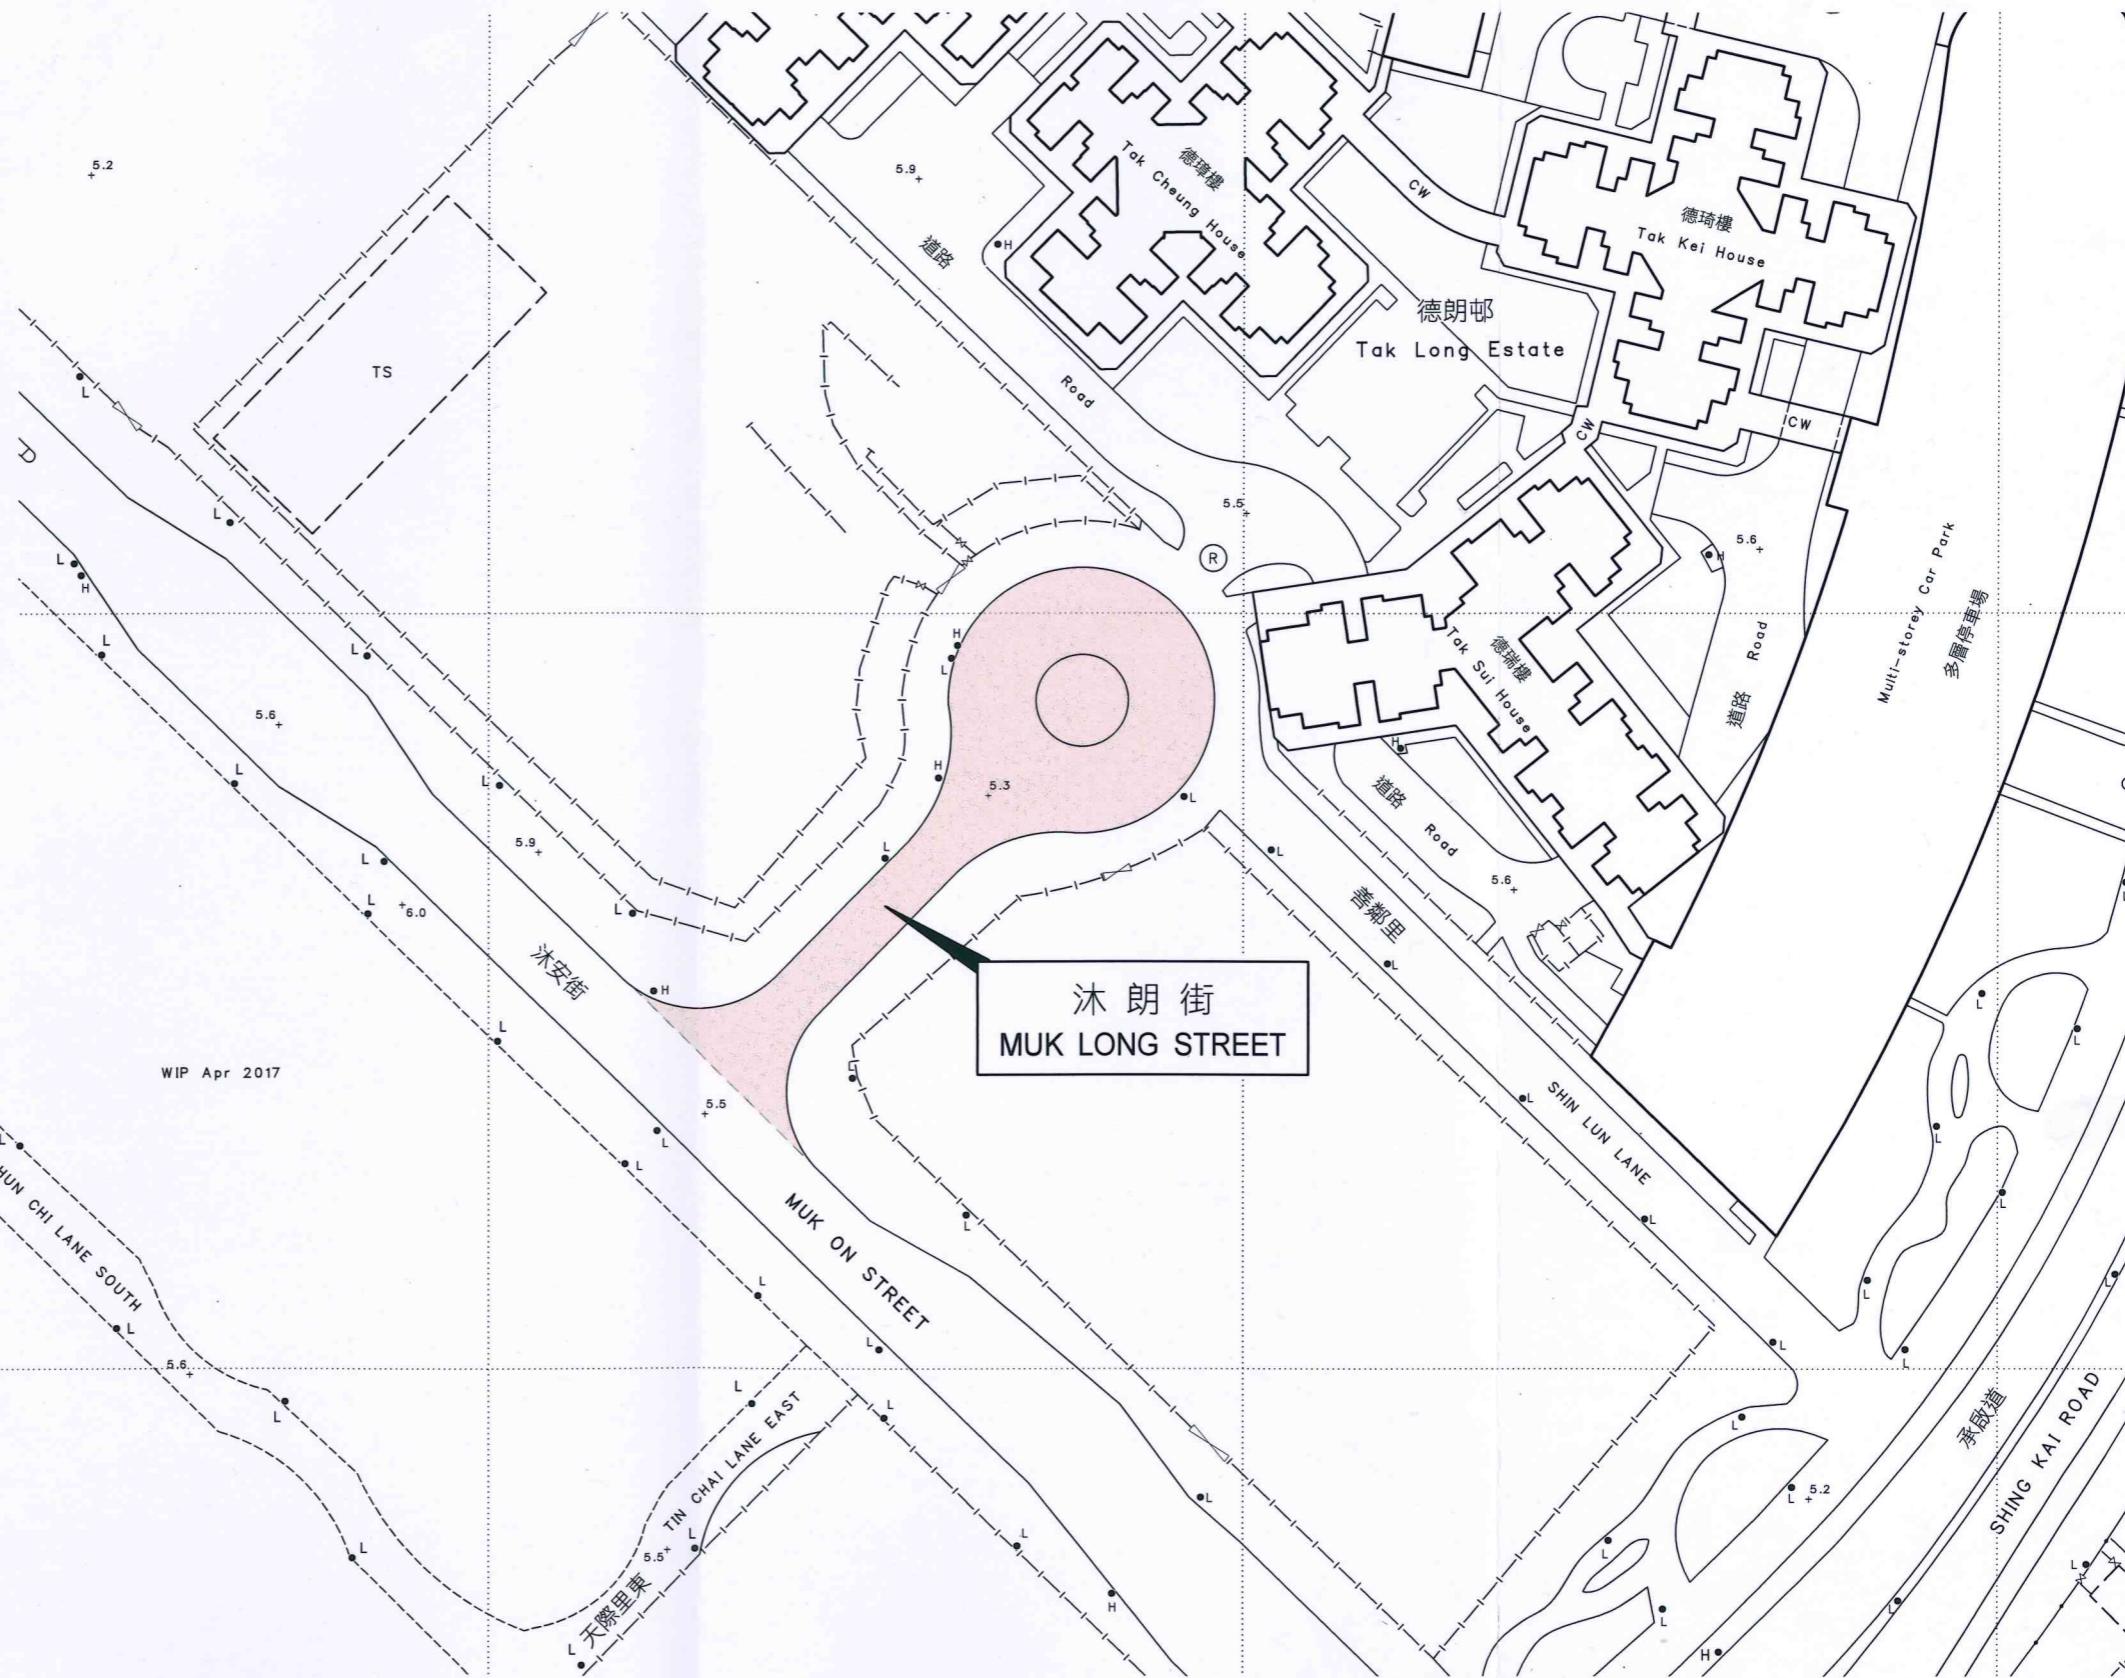 5.2
5.9
H
德璋樓
Tak Cheung House
CW
德琦樓
Tak Kei House
道路
Road
德朗邨
Tak Long Estate
TS
L
CW
CW
L
5.5
R
H
5.6
L
H
L
H
L
德瑞樓
Tak Sui House
道路
Road
Multi-storey Car Park
多層停車場
L
5.6
L
L
H
5.3
L
H
道路
Road
5.6
5.9
L
L
L
6.0
L
L
善鄰里
SHIN LUN LANE
L
沐安街
MUK ON STREET
H
沐朗街
MUK LONG STREET
L
L
L
L
WIP Apr 2017
5.5
L
L
L
L
L
L
L
L
HUN CHI LANE SOUTH
L
L
L
L
L
L
5.6
L
L
L
L
TIN CHAI LANE EAST
天際里東
5.5
L
L
L
L
L
H
L
L
L
5.2
承啟道
SHING KAI ROAD
L
L
H
L
L